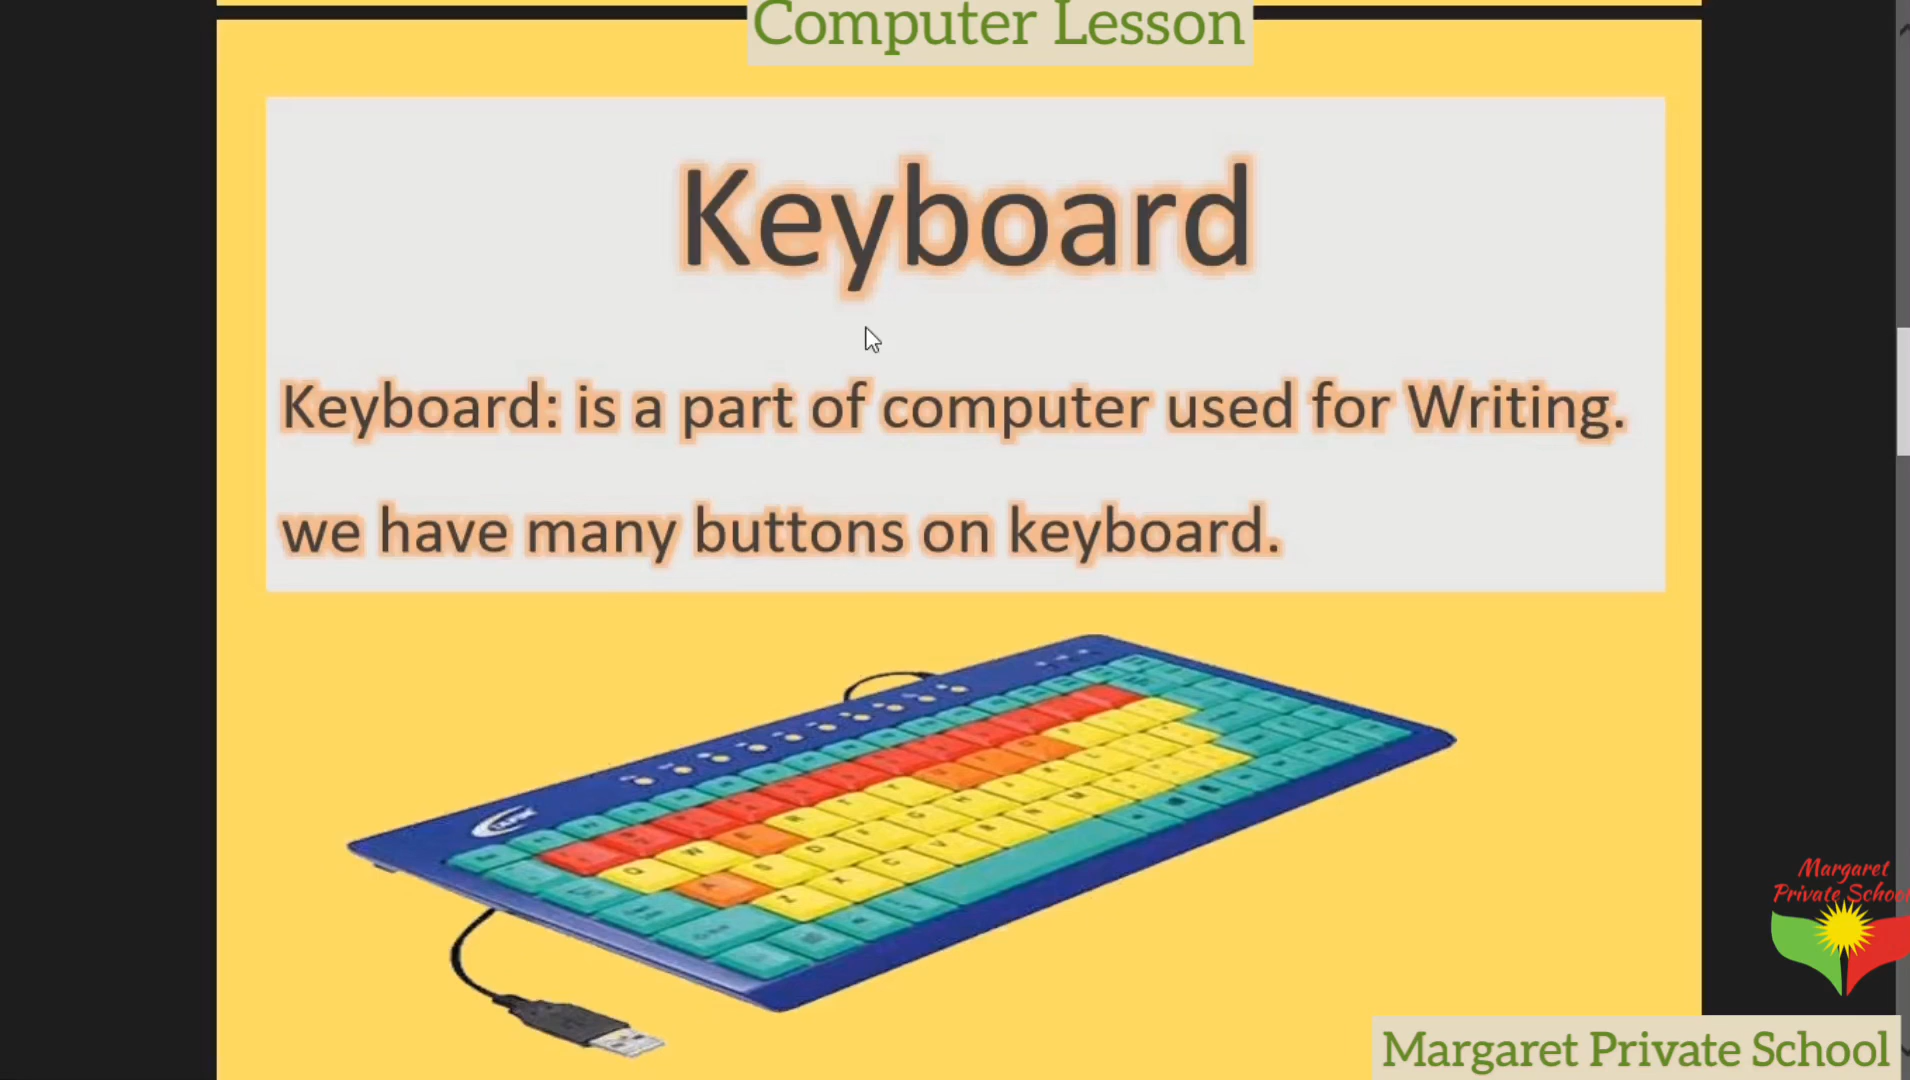 Computer Lesson
Keyboard
Keyboard: is a part of computer used for Writing.
we have many buttons on keyboard.
Q W E R T Y P
A S D F G H J K L
Z X C V B N M
Margaret
Private School
Margaret Private School